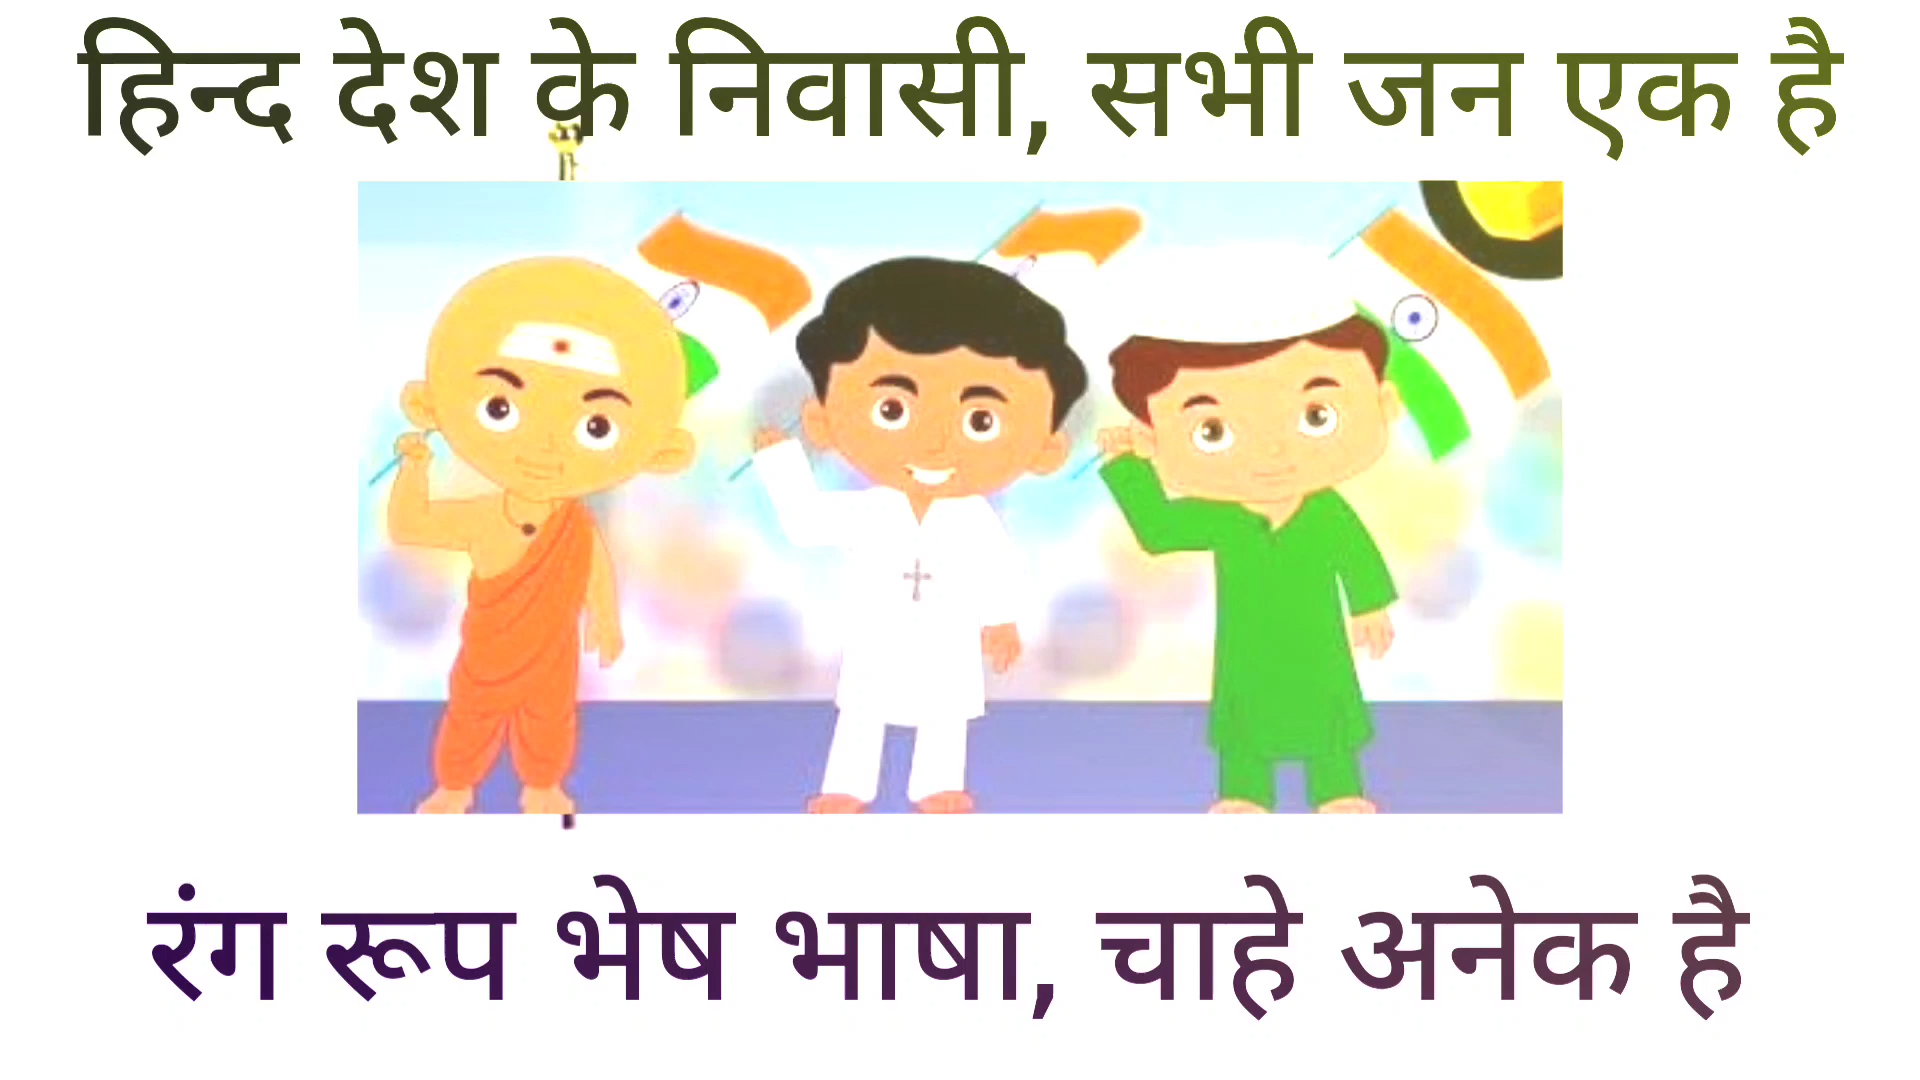 हिन्द देश के निवासी, सभी जन एक है
रंग रूप भेष भाषा, चाहे अनेक है